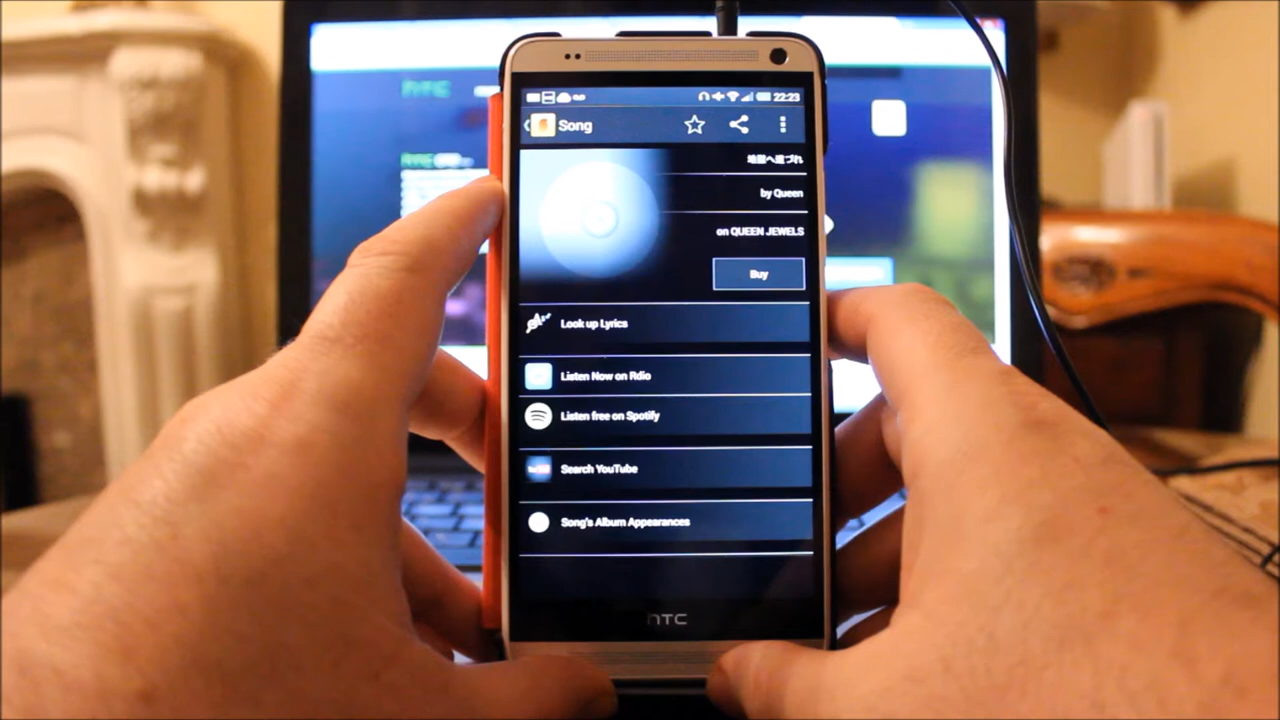 22:23
Song
地獄へ道づれ
by Queen
on QUEEN JEWELS
Buy
Look up Lyrics
Listen Now on Rdio
Listen free on Spotify
Search YouTube
Song's Album Appearances
hTC